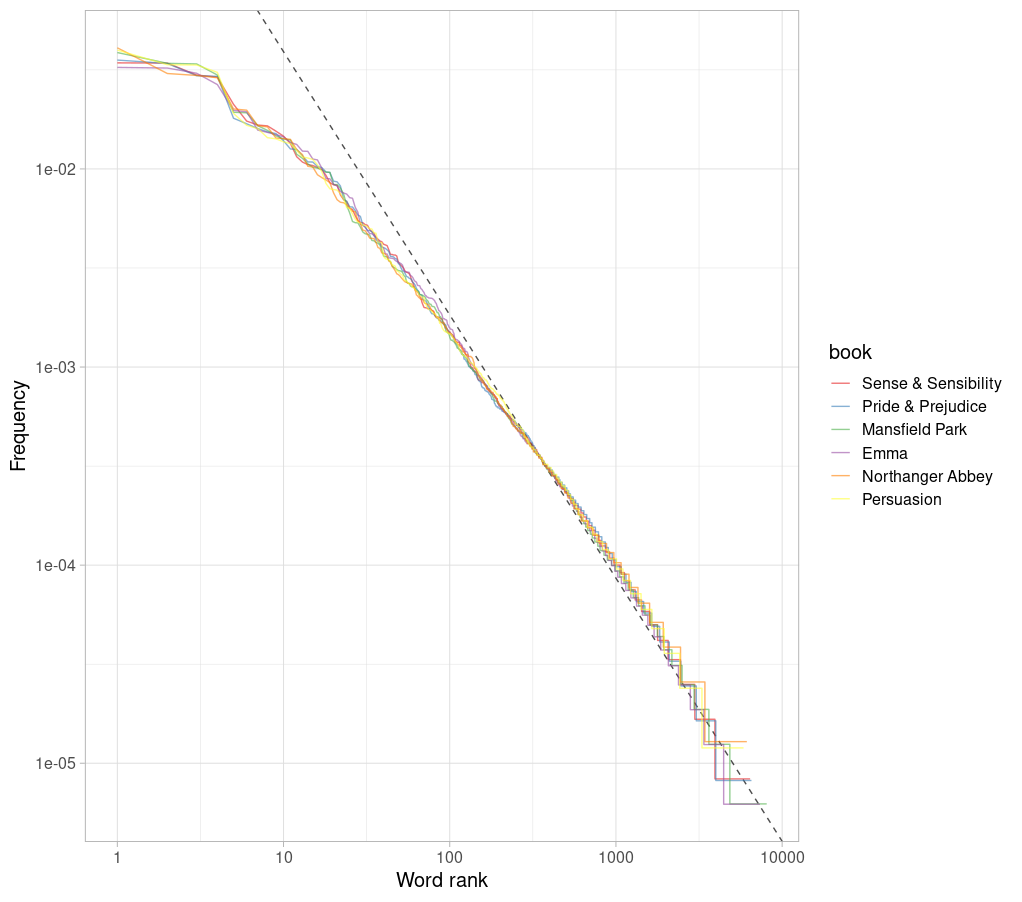 1e-02
1e-03
1e-04
1e-05
Frequency
1 10 100 1000 10000
Word rank
book
Sense & Sensibility
Pride & Prejudice
Mansfield Park
Emma
Northanger Abbey
Persuasion